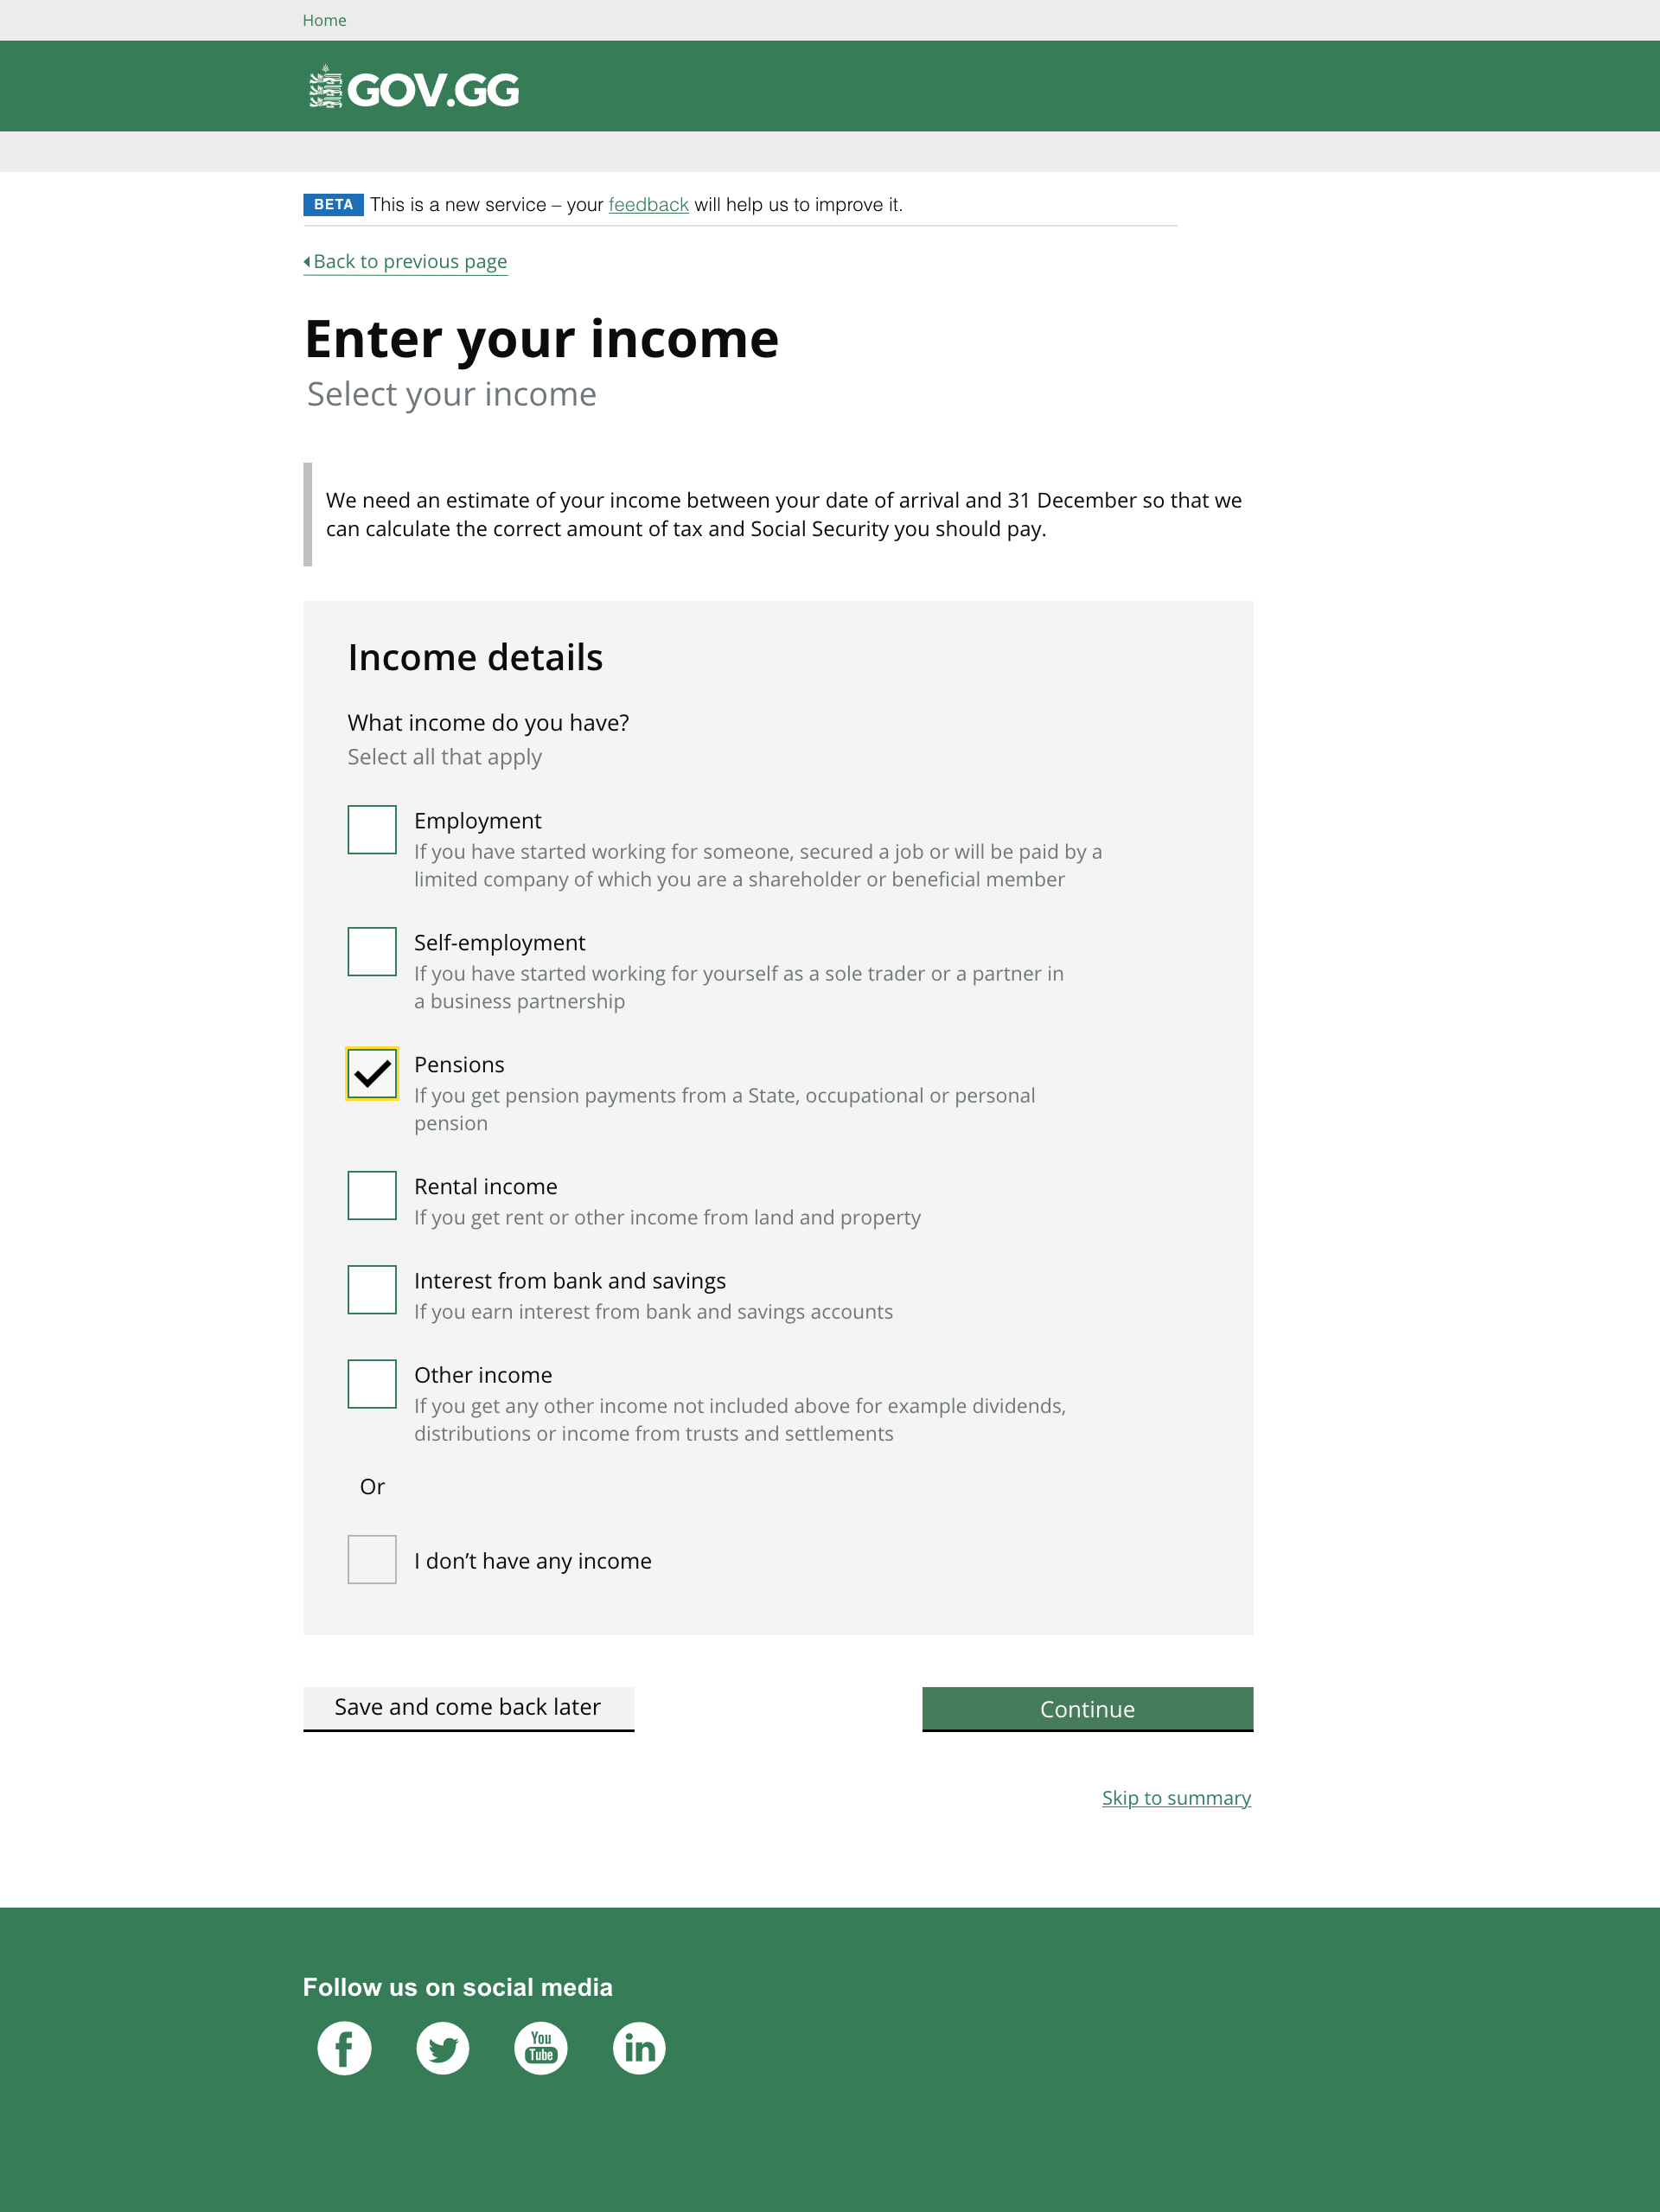 Home
GOV.GG
BETA This is a new service – your feedback will help us to improve it.
Back to previous page
Enter your income
Select your income
We need an estimate of your income between your date of arrival and 31 December so that we
can calculate the correct amount of tax and Social Security you should pay.
Income details
What income do you have?
Select all that apply
Employment
If you have started working for someone, secured a job or will be paid by a
limited company of which you are a shareholder or beneficial member
Self-employment
If you have started working for yourself as a sole trader or a partner in
a business partnership
Pensions
If you get pension payments from a State, occupational or personal
pension
Rental income
If you get rent or other income from land and property
Interest from bank and savings
If you earn interest from bank and savings accounts
Other income
If you get any other income not included above for example dividends,
distributions or income from trusts and settlements
Or
I don’t have any income
Save and come back later
Continue
Skip to summary
Follow us on social media
f
You
Tube
in